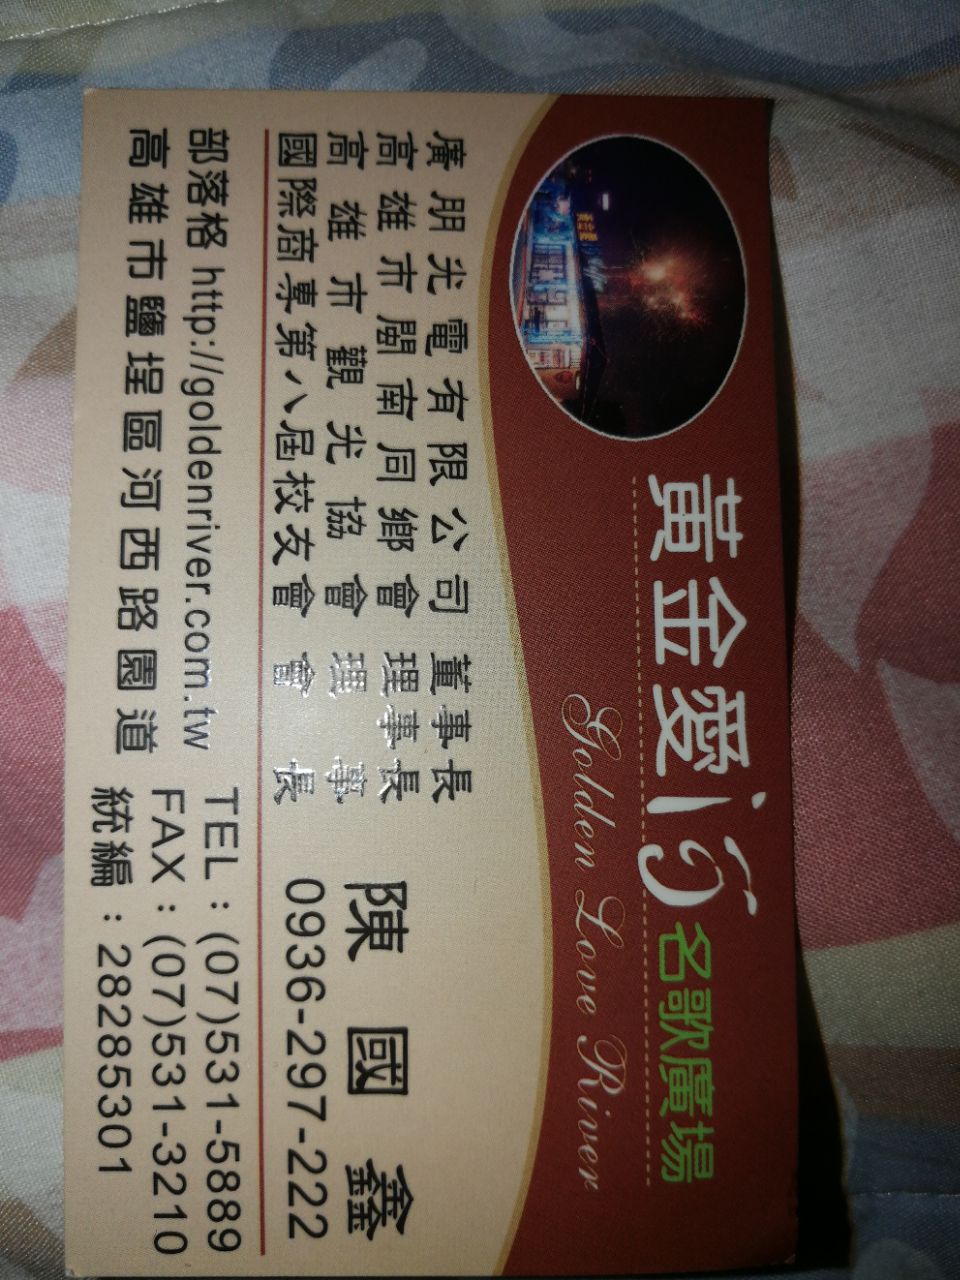 黃金愛河名歌廣場
Golden Love River
廣朋光電有限公司 董事長
高雄市閩南同鄉會 理事長
高雄市觀光協會 理事
國際商專第八屆校友會 會長
陳國鑫
0936-297-222
部落格 http://goldenriver.com.tw
高雄市鹽埕區河西路園道
TEL：(07)531-5889
FAX：(07)531-3210
統編：28285301